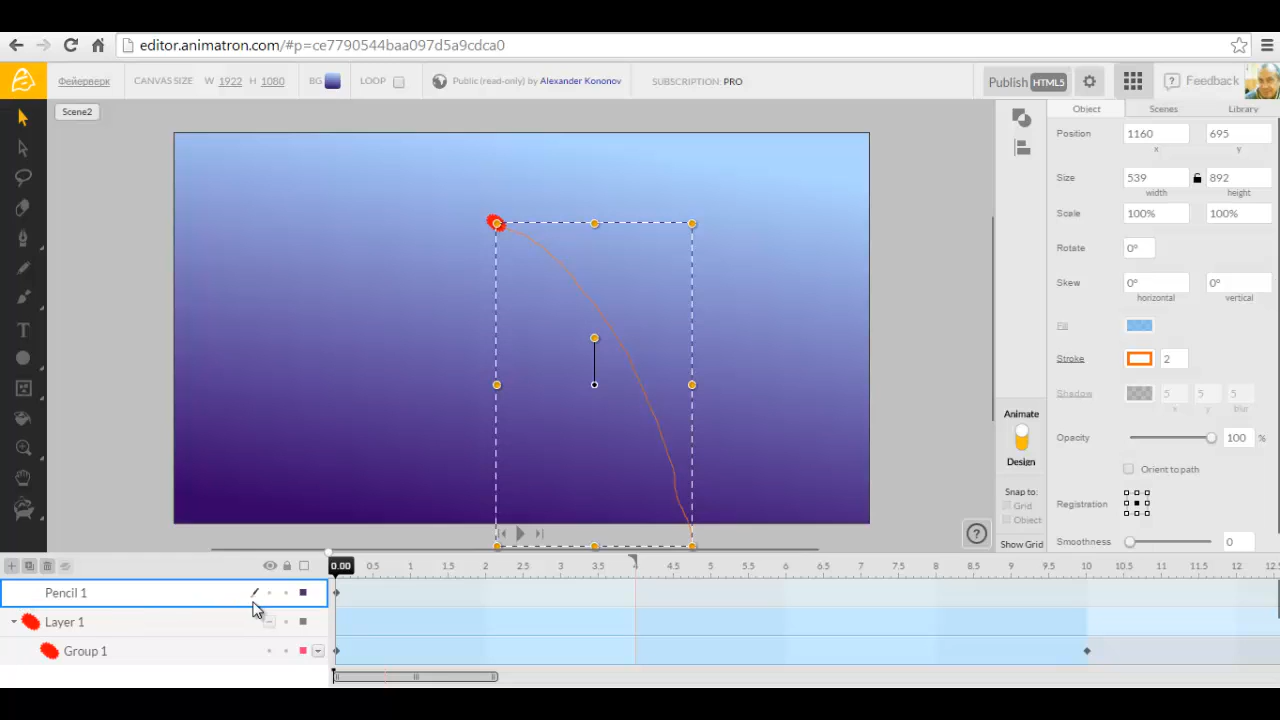 editor.animatron.com/#p=ce7790544baa097d5a9cdca0
Фейерверк CANVAS SIZE W 1922 H 1080 BG LOOP Public (read-only) by Alexander Kononov SUBSCRIPTION: PRO Publish HTML5 ? Feedback
Scene2 Object Scenes Library
Position 1160 695
x y
Size 539 892
width height
Scale 100% 100%
Rotate 0°
Skew 0° 0°
horizontal vertical
Fill
Stroke 2
Shadow 5 5 5
x y blur
Animate
Opacity 100 %
Design
Orient to path
Snap to:
Grid
Registration
Object
Smoothness 0
Show Grid
T
?
0.00 0.5 1 1.5 2 2.5 3 3.5 4 4.5 5 5.5 6 6.5 7 7.5 8 8.5 9 9.5 10 10.5 11 11.5 12 12.5
Pencil 1
Layer 1
Group 1